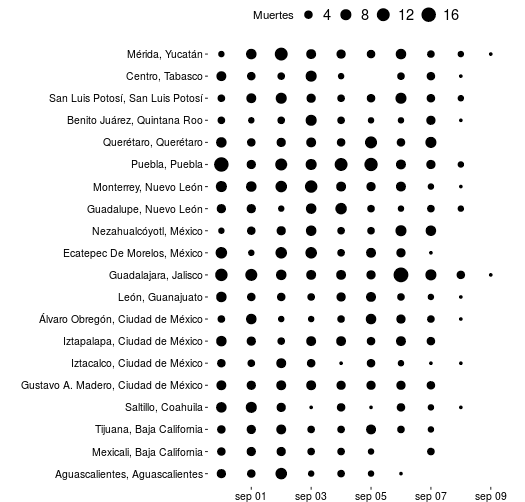 Muertes 4 8 12 16
Mérida, Yucatán
Centro, Tabasco
San Luis Potosí, San Luis Potosí
Benito Juárez, Quintana Roo
Querétaro, Querétaro
Puebla, Puebla
Monterrey, Nuevo León
Guadalupe, Nuevo León
Nezahualcóyotl, México
Ecatepec De Morelos, México
Guadalajara, Jalisco
León, Guanajuato
Álvaro Obregón, Ciudad de México
Iztapalapa, Ciudad de México
Iztacalco, Ciudad de México
Gustavo A. Madero, Ciudad de México
Saltillo, Coahuila
Tijuana, Baja California
Mexicali, Baja California
Aguascalientes, Aguascalientes
sep 01 sep 03 sep 05 sep 07 sep 09